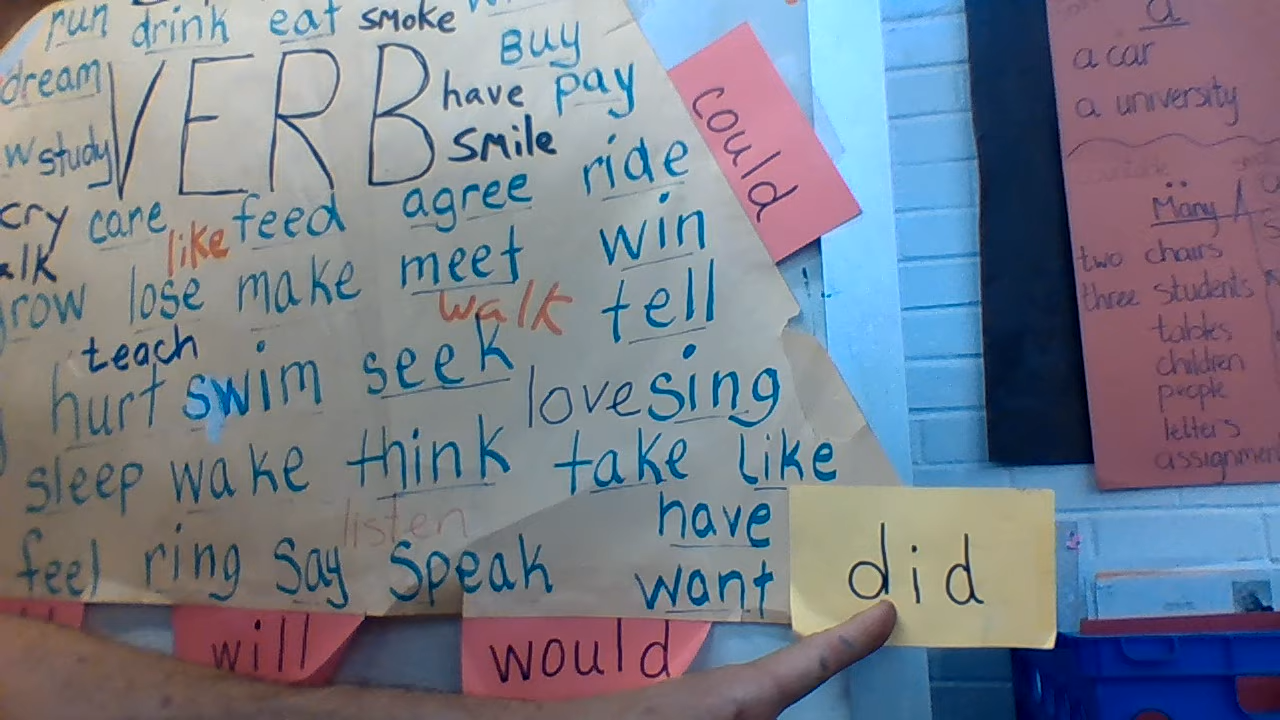 run drink eat smoke
Buy
dream
VERB
have pay
study
smile
ride
cry care
like
feed agree
could
make meet win
row lose
walk
tell
teach
hurt swim seek
love sing
sleep wake think take like
listen
have
feel ring say speak
want
did
will
would
a
a car
a university
Many
two chairs
three students
tables
children
people
letters